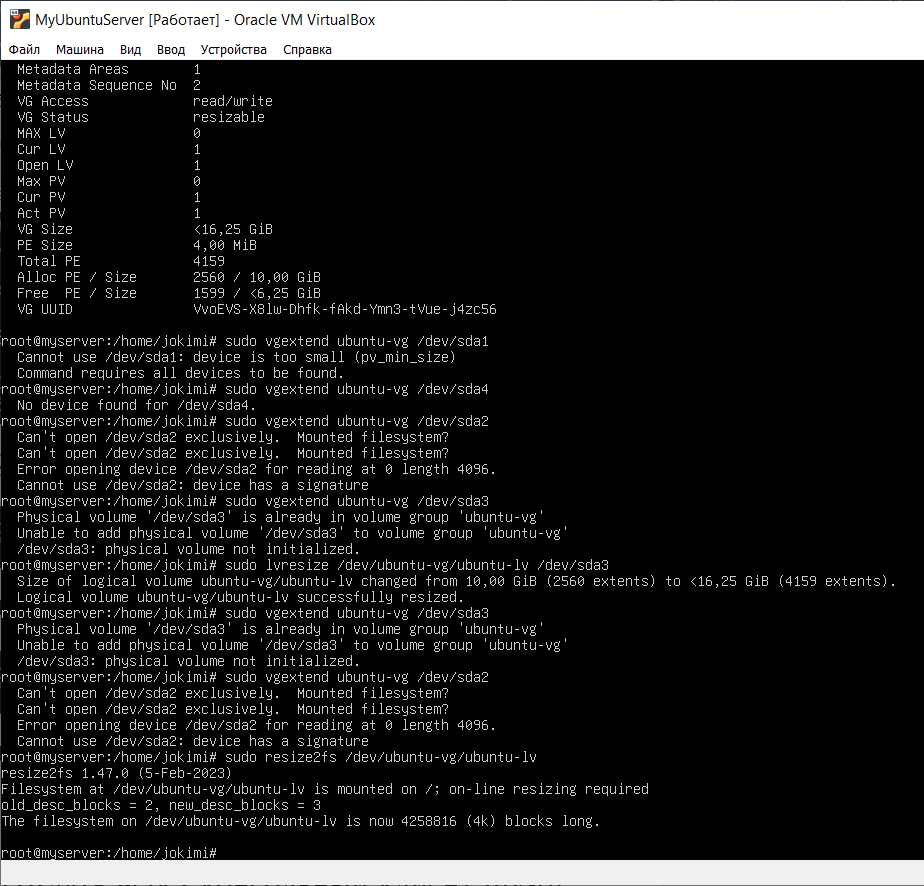 MyUbuntuServer [Работает] - Oracle VM VirtualBox
Файл Машина Вид Ввод Устройства Справка
Metadata Areas 1
Metadata Sequence No 2
VG Access read/write
VG Status resizable
MAX LV 0
Cur LV 1
Open LV 1
Max PV 0
Cur PV 1
Act PV 1
VG Size <16,25 GiB
PE Size 4,00 MiB
Total PE 4159
Alloc PE / Size 2560 / 10,00 GiB
Free PE / Size 1599 / <6,25 GiB
VG UUID VvoEVS-X8lw-Dhfk-fAkd-Ymn3-tVue-j4zc56
root@myserver:/home/jokimi# sudo vgextend ubuntu-vg /dev/sda1
Cannot use /dev/sda1: device is too small (pv_min_size)
Command requires all devices to be found.
root@myserver:/home/jokimi# sudo vgextend ubuntu-vg /dev/sda4
No device found for /dev/sda4.
root@myserver:/home/jokimi# sudo vgextend ubuntu-vg /dev/sda2
Can't open /dev/sda2 exclusively. Mounted filesystem?
Can't open /dev/sda2 exclusively. Mounted filesystem?
Error opening device /dev/sda2 for reading at 0 length 4096.
Cannot use /dev/sda2: device has a signature
root@myserver:/home/jokimi# sudo vgextend ubuntu-vg /dev/sda3
Physical volume '/dev/sda3' is already in volume group 'ubuntu-vg'
Unable to add physical volume '/dev/sda3' to volume group 'ubuntu-vg'
/dev/sda3: physical volume not initialized.
root@myserver:/home/jokimi# sudo lvresize /dev/ubuntu-vg/ubuntu-lv /dev/sda3
Size of logical volume ubuntu-vg/ubuntu-lv changed from 10,00 GiB (2560 extents) to <16,25 GiB (4159 extents).
Logical volume ubuntu-vg/ubuntu-lv successfully resized.
root@myserver:/home/jokimi# sudo vgextend ubuntu-vg /dev/sda3
Physical volume '/dev/sda3' is already in volume group 'ubuntu-vg'
Unable to add physical volume '/dev/sda3' to volume group 'ubuntu-vg'
/dev/sda3: physical volume not initialized.
root@myserver:/home/jokimi# sudo vgextend ubuntu-vg /dev/sda2
Can't open /dev/sda2 exclusively. Mounted filesystem?
Can't open /dev/sda2 exclusively. Mounted filesystem?
Error opening device /dev/sda2 for reading at 0 length 4096.
Cannot use /dev/sda2: device has a signature
root@myserver:/home/jokimi# sudo resize2fs /dev/ubuntu-vg/ubuntu-lv
resize2fs 1.47.0 (5-Feb-2023)
Filesystem at /dev/ubuntu-vg/ubuntu-lv is mounted on /; on-line resizing required
old_desc_blocks = 2, new_desc_blocks = 3
The filesystem on /dev/ubuntu-vg/ubuntu-lv is now 4258816 (4k) blocks long.
root@myserver:/home/jokimi#